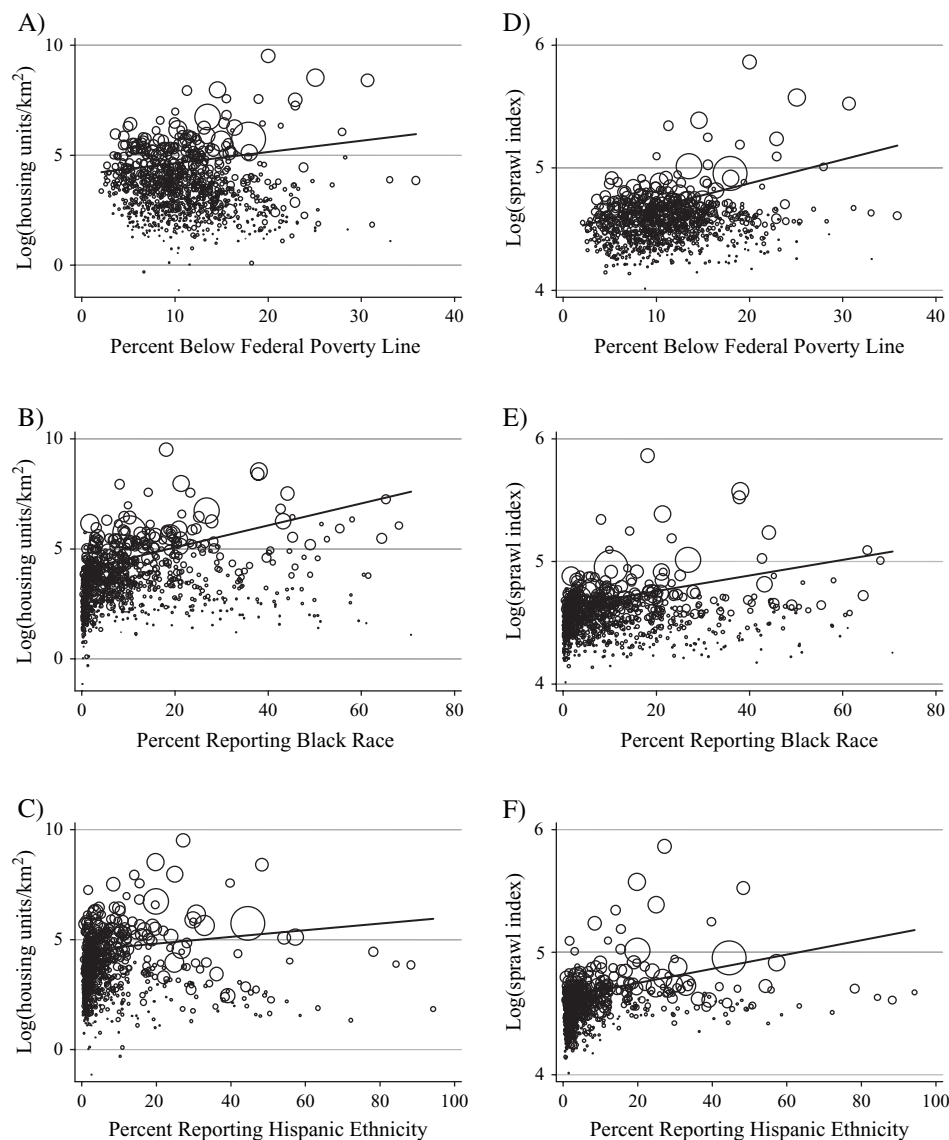 A)
Log(housing units/km²)
10
5
0
0 10 20 30 40
Percent Below Federal Poverty Line
D)
Log(sprawl index)
6
5
4
0 10 20 30 40
Percent Below Federal Poverty Line
B)
Log(housing units/km²)
10
5
0
0 20 40 60 80
Percent Reporting Black Race
E)
Log(sprawl index)
6
5
4
0 20 40 60 80
Percent Reporting Black Race
C)
Log(housing units/km²)
10
5
0
0 20 40 60 80 100
Percent Reporting Hispanic Ethnicity
F)
Log(sprawl index)
6
5
4
0 20 40 60 80 100
Percent Reporting Hispanic Ethnicity